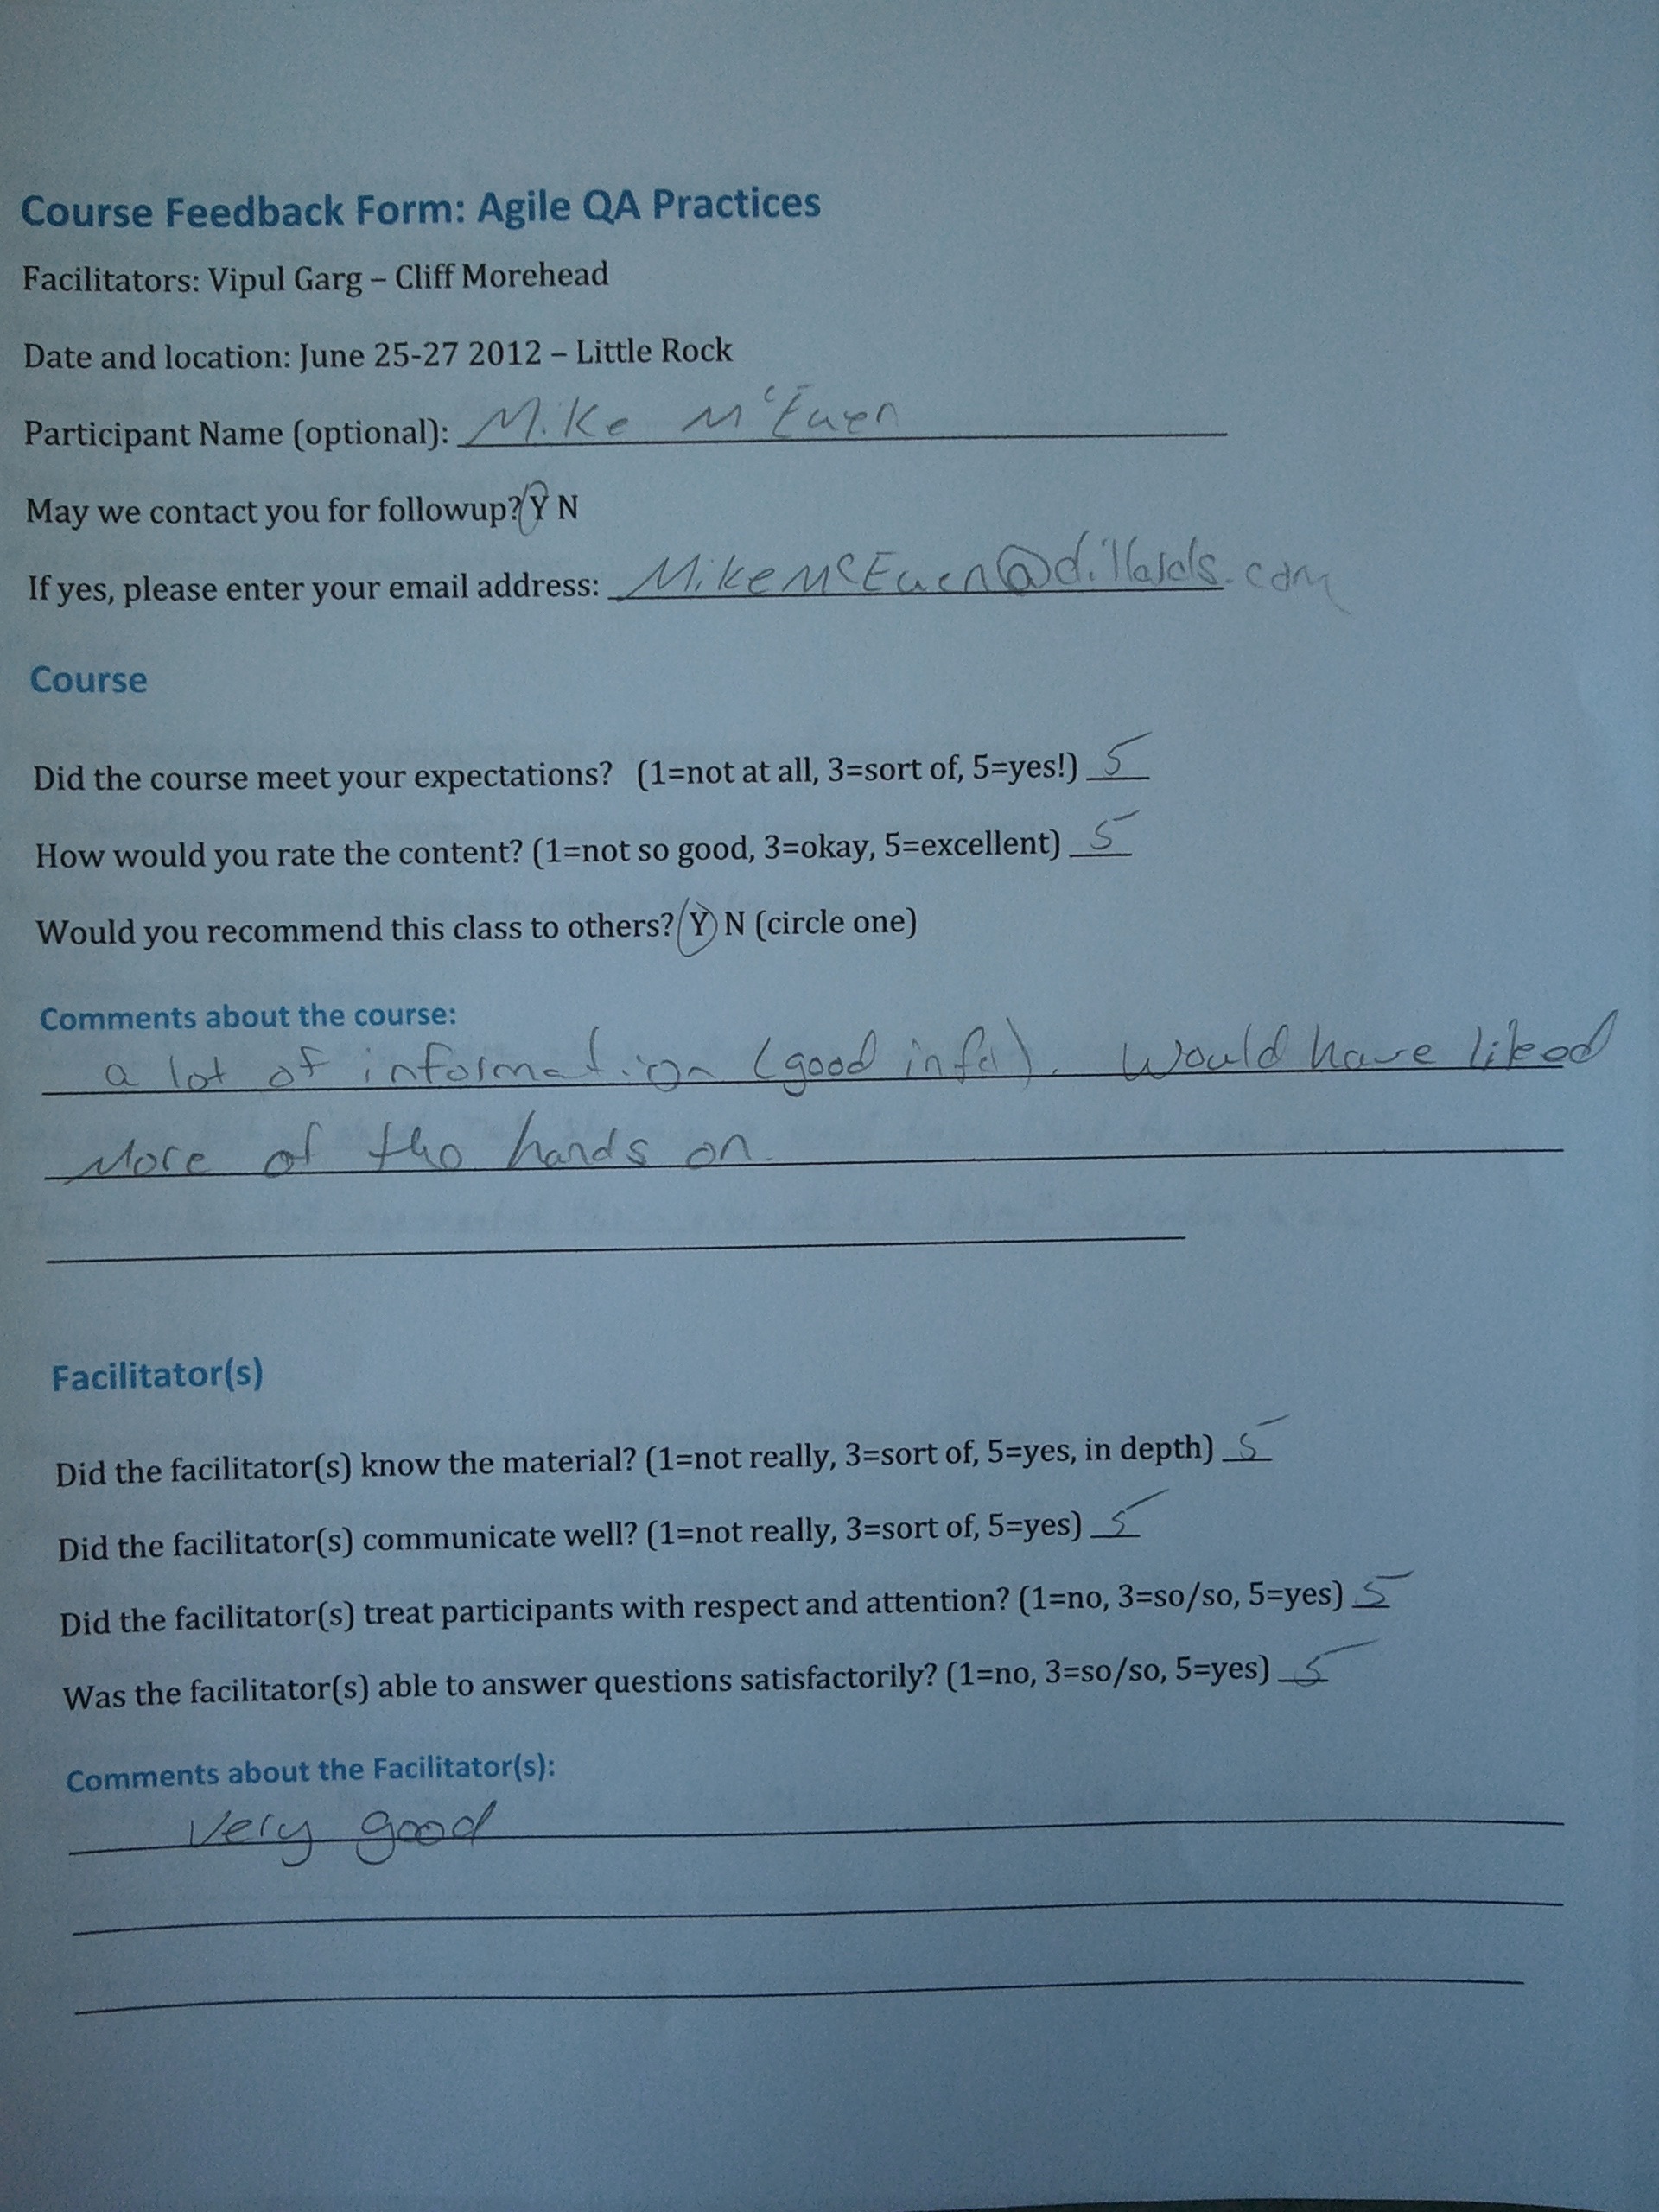 Course Feedback Form: Agile QA Practices
Facilitators: Vipul Garg – Cliff Morehead
Date and location: June 25-27 2012 – Little Rock
Participant Name (optional): Mike McEwen
May we contact you for followup? Y N
If yes, please enter your email address: MikeMcEwen@dillards.com
Course
Did the course meet your expectations? (1=not at all, 3=sort of, 5=yes!) 5
How would you rate the content? (1=not so good, 3=okay, 5=excellent) 5
Would you recommend this class to others? Y N (circle one)
Comments about the course:
a lot of information (good info). Would have liked
More of the hands on.
Facilitator(s)
Did the facilitator(s) know the material? (1=not really, 3=sort of, 5=yes, in depth) 5
Did the facilitator(s) communicate well? (1=not really, 3=sort of, 5=yes) 5
Did the facilitator(s) treat participants with respect and attention? (1=no, 3=so/so, 5=yes) 5
Was the facilitator(s) able to answer questions satisfactorily? (1=no, 3=so/so, 5=yes) 5
Comments about the Facilitator(s):
very good